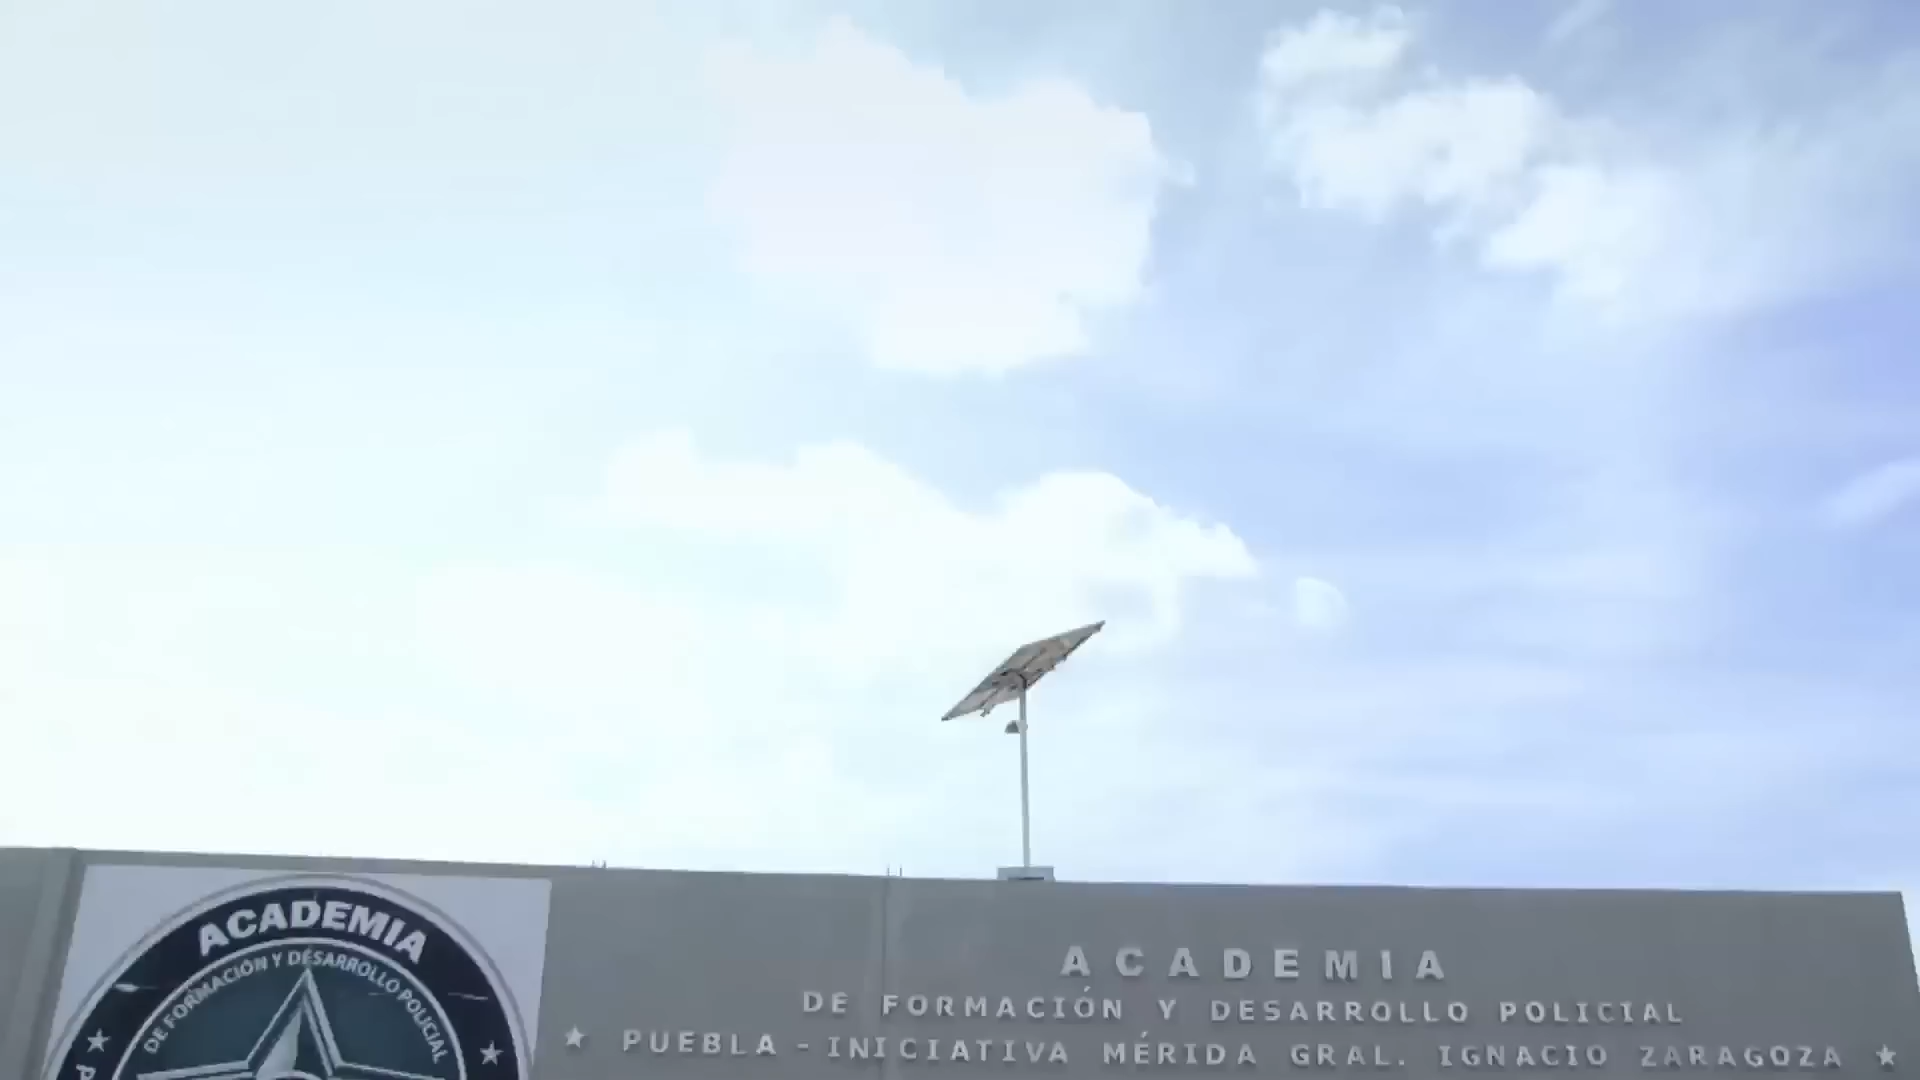 ACADEMIA
DE FORMACIÓN Y DESARROLLO POLICIAL
ACADEMIA
DE FORMACIÓN Y DESARROLLO POLICIAL
★ PUEBLA - INICIATIVA MÉRIDA GRAL. IGNACIO ZARAGOZA ★